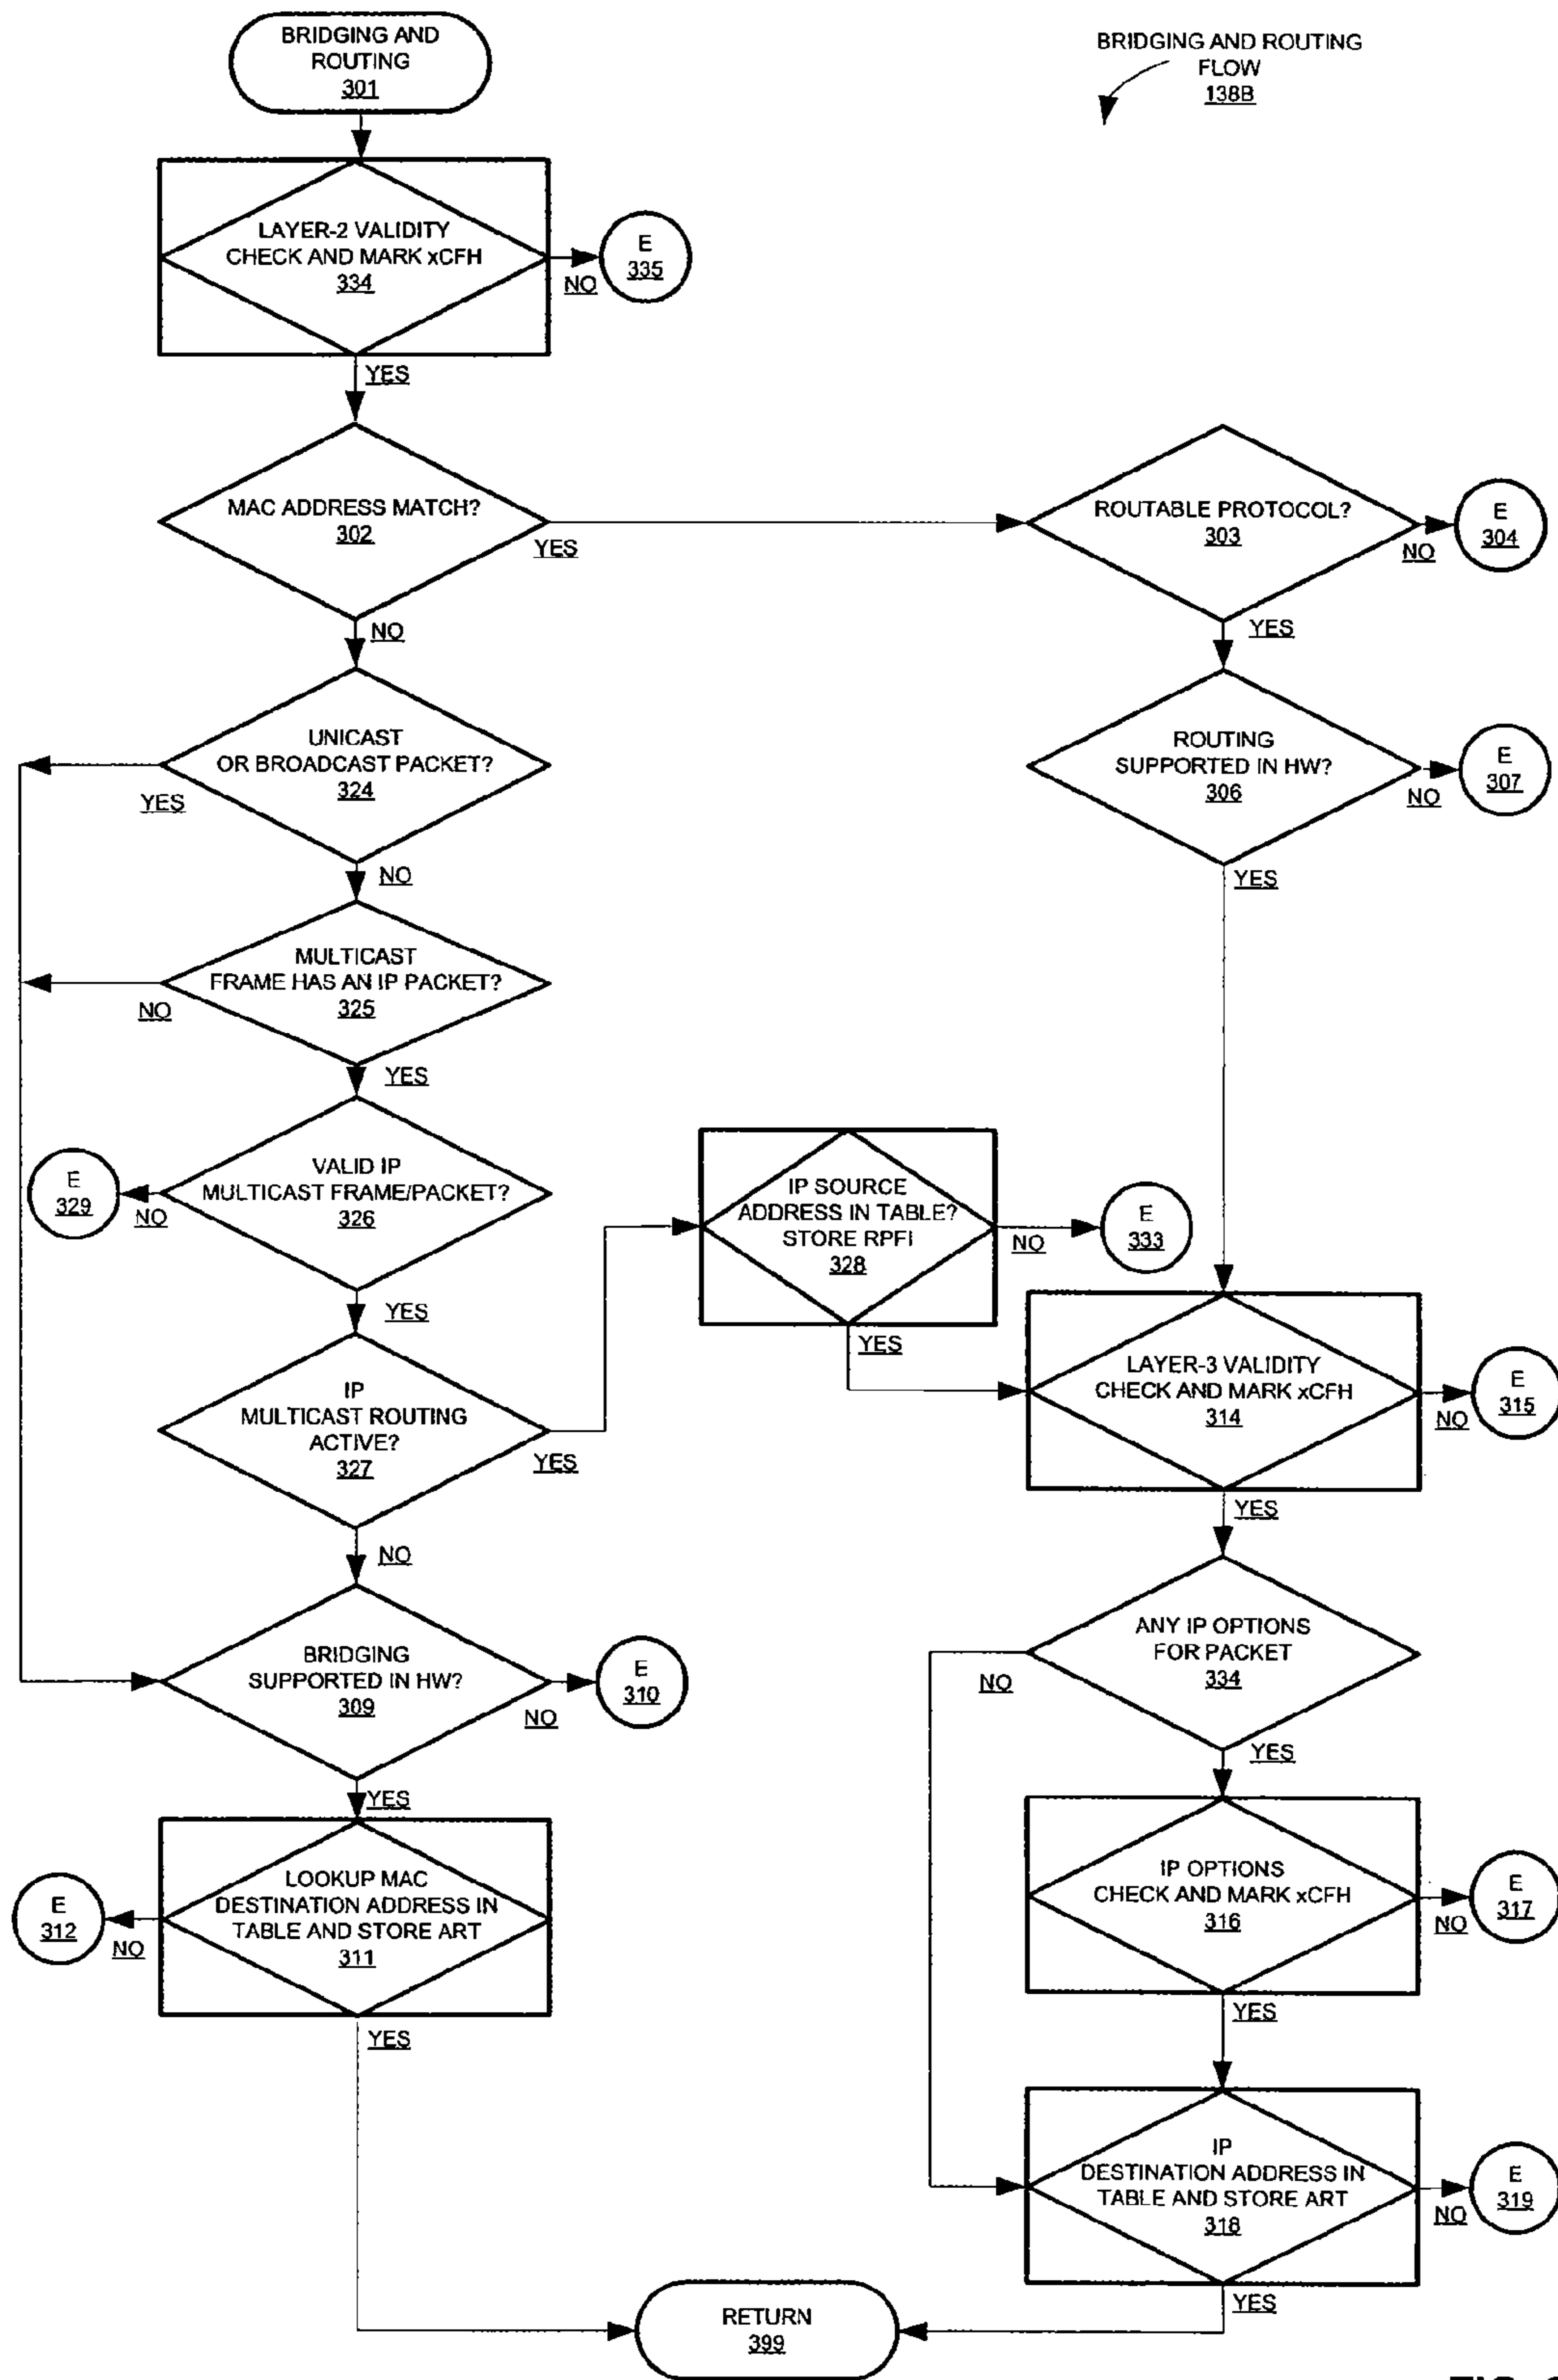 BRIDGING AND
ROUTING
301
BRIDGING AND ROUTING
FLOW
138B
LAYER-2 VALIDITY
CHECK AND MARK xCFH
334
E
335
NO
YES
MAC ADDRESS MATCH?
302
YES
ROUTABLE PROTOCOL?
303
E
304
NO
NO
YES
UNICAST
OR BROADCAST PACKET?
324
YES
ROUTING
SUPPORTED IN HW?
306
E
307
NO
NO
YES
MULTICAST
FRAME HAS AN IP PACKET?
325
NO
YES
E
329
NO
VALID IP
MULTICAST FRAME/PACKET?
326
IP SOURCE
ADDRESS IN TABLE?
STORE RPFI
328
NO
E
333
YES
YES
IP
MULTICAST ROUTING
ACTIVE?
327
YES
LAYER-3 VALIDITY
CHECK AND MARK xCFH
314
E
315
NO
YES
NO
BRIDGING
SUPPORTED IN HW?
309
E
310
NO
ANY IP OPTIONS
FOR PACKET
334
NO
YES
YES
LOOKUP MAC
DESTINATION ADDRESS IN
TABLE AND STORE ART
311
E
312
NO
IP OPTIONS
CHECK AND MARK xCFH
316
E
317
NO
YES
YES
IP
DESTINATION ADDRESS IN
TABLE AND STORE ART
318
E
319
NO
YES
RETURN
399